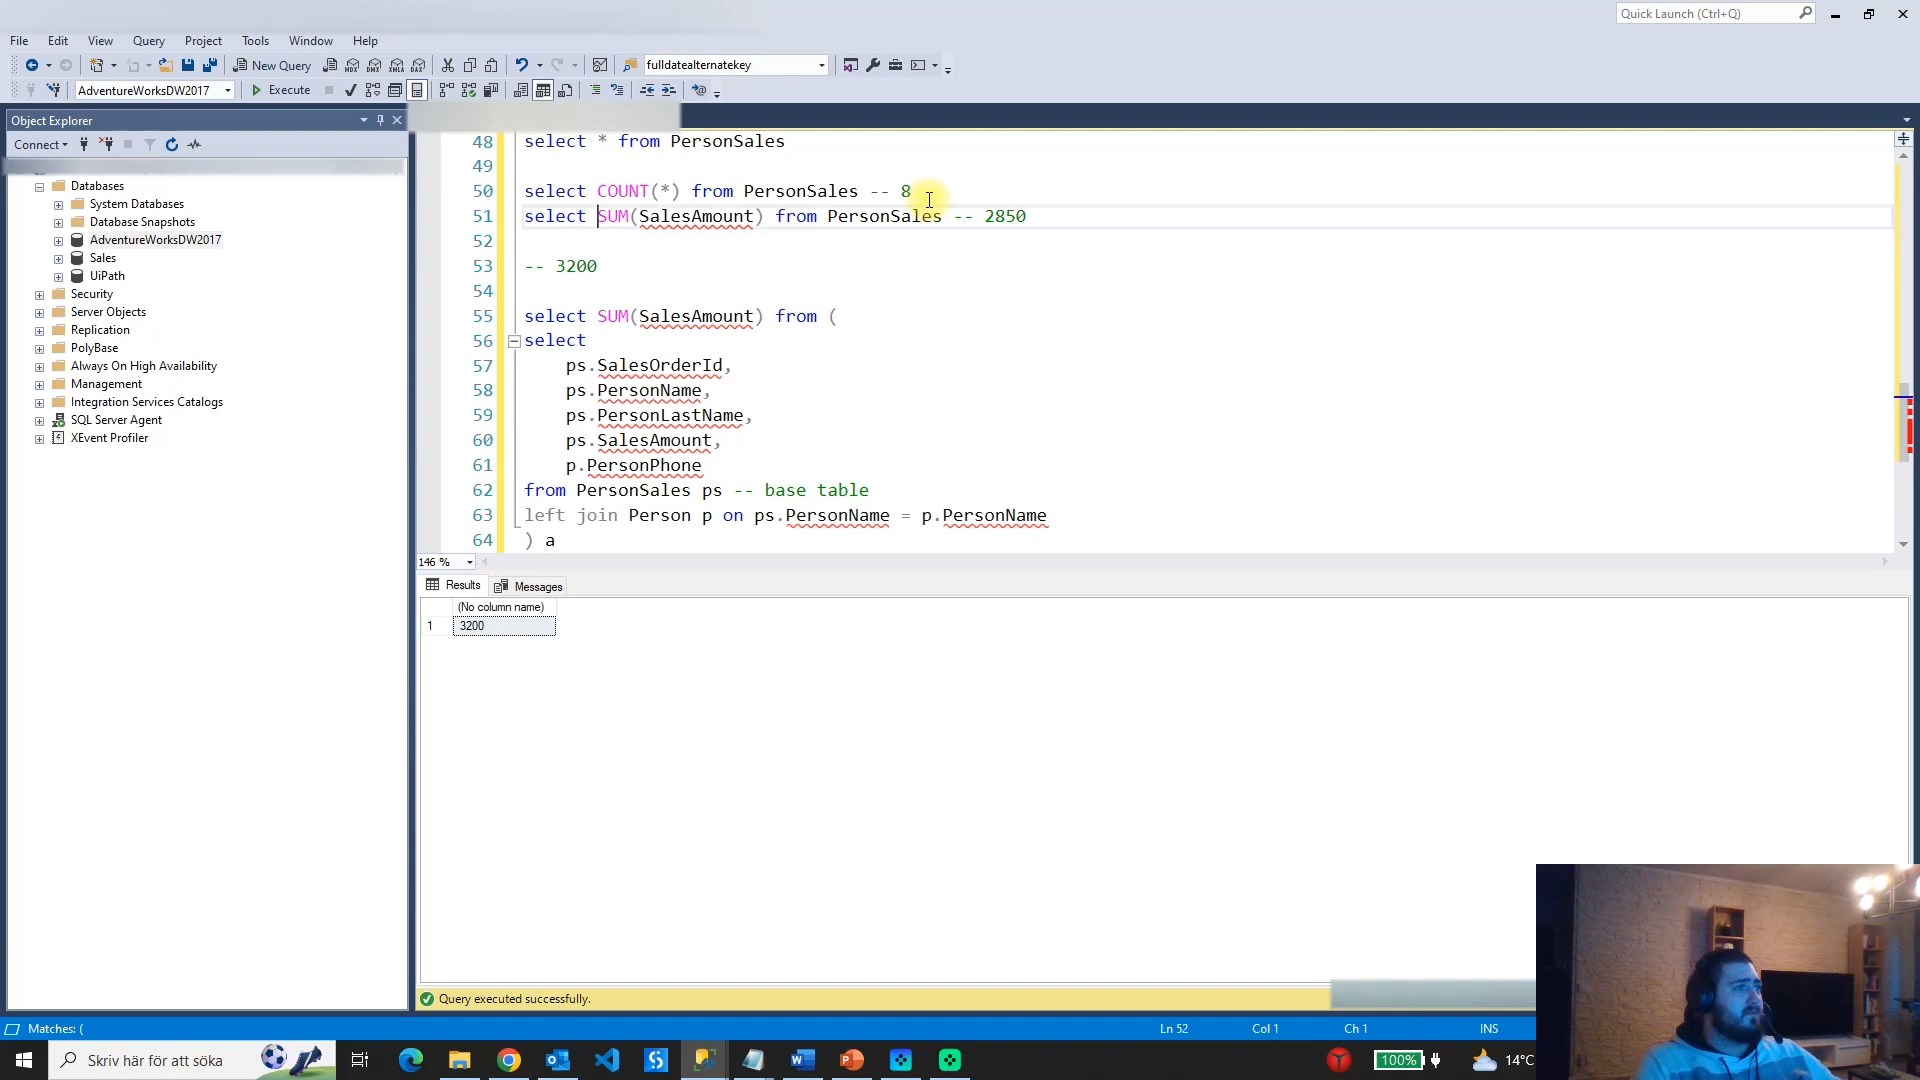 Quick Launch (Ctrl+Q)
File Edit View Query Project Tools Window Help
New Query MDX DMX XMLA DAX fulldatealternatekey
AdventureWorksDW2017 Execute
Object Explorer
Connect
Databases
System Databases
Database Snapshots
AdventureWorksDW2017
Sales
UiPath
Security
Server Objects
Replication
PolyBase
Always On High Availability
Management
Integration Services Catalogs
SQL Server Agent
XEvent Profiler
48 select * from PersonSales
49
50 select COUNT(*) from PersonSales -- 8
51 select SUM(SalesAmount) from PersonSales -- 2850
52
53 -- 3200
54
55 select SUM(SalesAmount) from (
56 select
57 ps.SalesOrderId,
58 ps.PersonName,
59 ps.PersonLastName,
60 ps.SalesAmount,
61 p.PersonPhone
62 from PersonSales ps -- base table
63 left join Person p on ps.PersonName = p.PersonName
64 ) a
146 %
Results Messages
(No column name)
1 3200
Query executed successfully.
Matches: ( Ln 52 Col 1 Ch 1 INS
Skriv här för att söka 100% 14°C